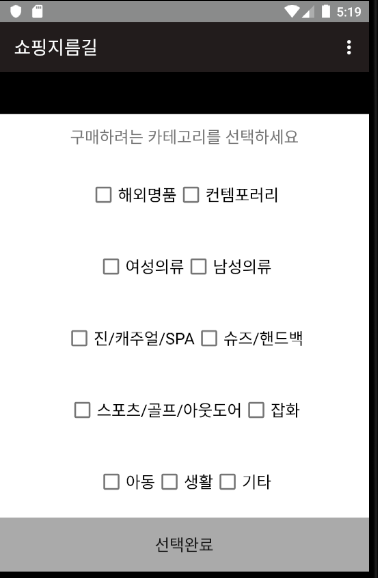 5:19
쇼핑지름길
구매하려는 카테고리를 선택하세요
해외명품 컨템포러리
여성의류 남성의류
진/캐주얼/SPA 슈즈/핸드백
스포츠/골프/아웃도어 잡화
아동 생활 기타
선택완료